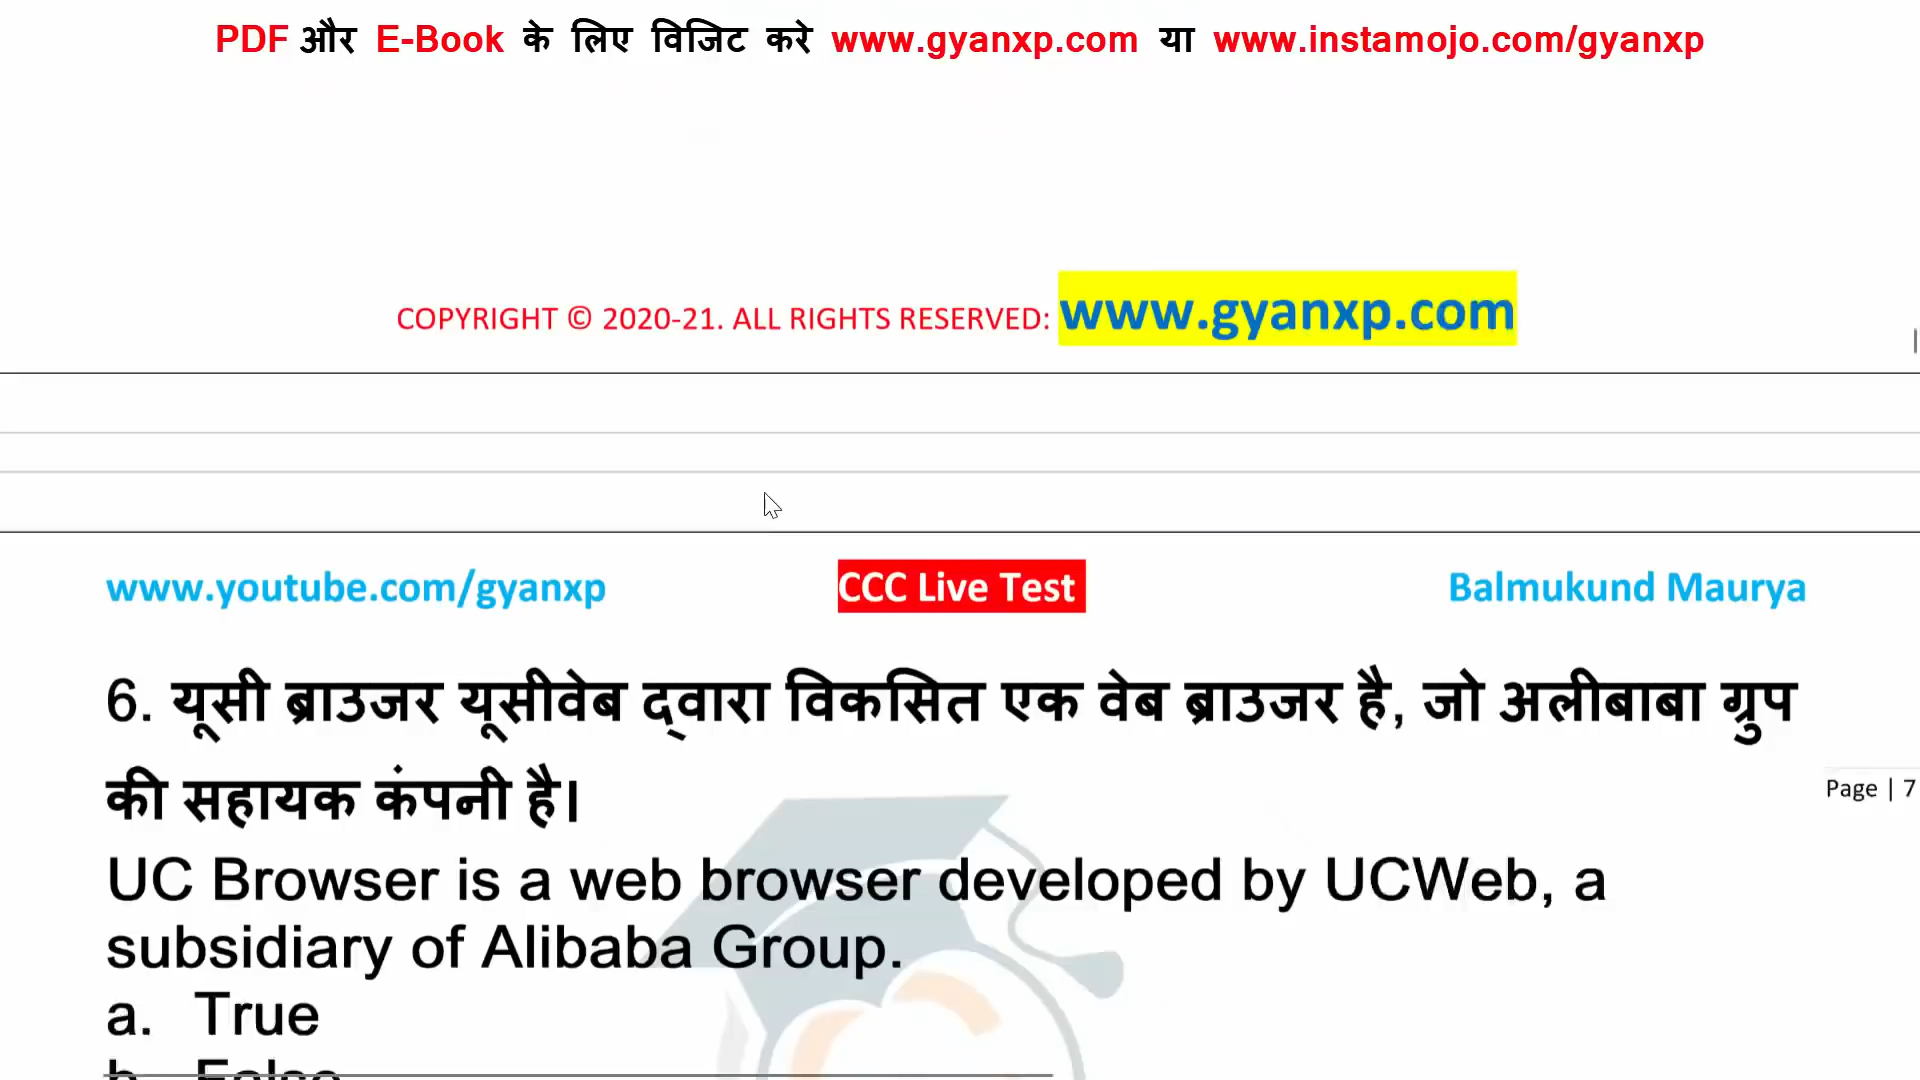 PDF और E-Book के लिए विजिट करे www.gyanxp.com या www.instamojo.com/gyanxp
COPYRIGHT © 2020-21. ALL RIGHTS RESERVED: www.gyanxp.com
www.youtube.com/gyanxp CCC Live Test Balmukund Maurya
6. यूसी ब्राउजर यूसीवेब द्वारा विकसित एक वेब ब्राउजर है, जो अलीबाबा ग्रुप
की सहायक कंपनी है।
Page | 7
UC Browser is a web browser developed by UCWeb, a
subsidiary of Alibaba Group.
a. True
b. False